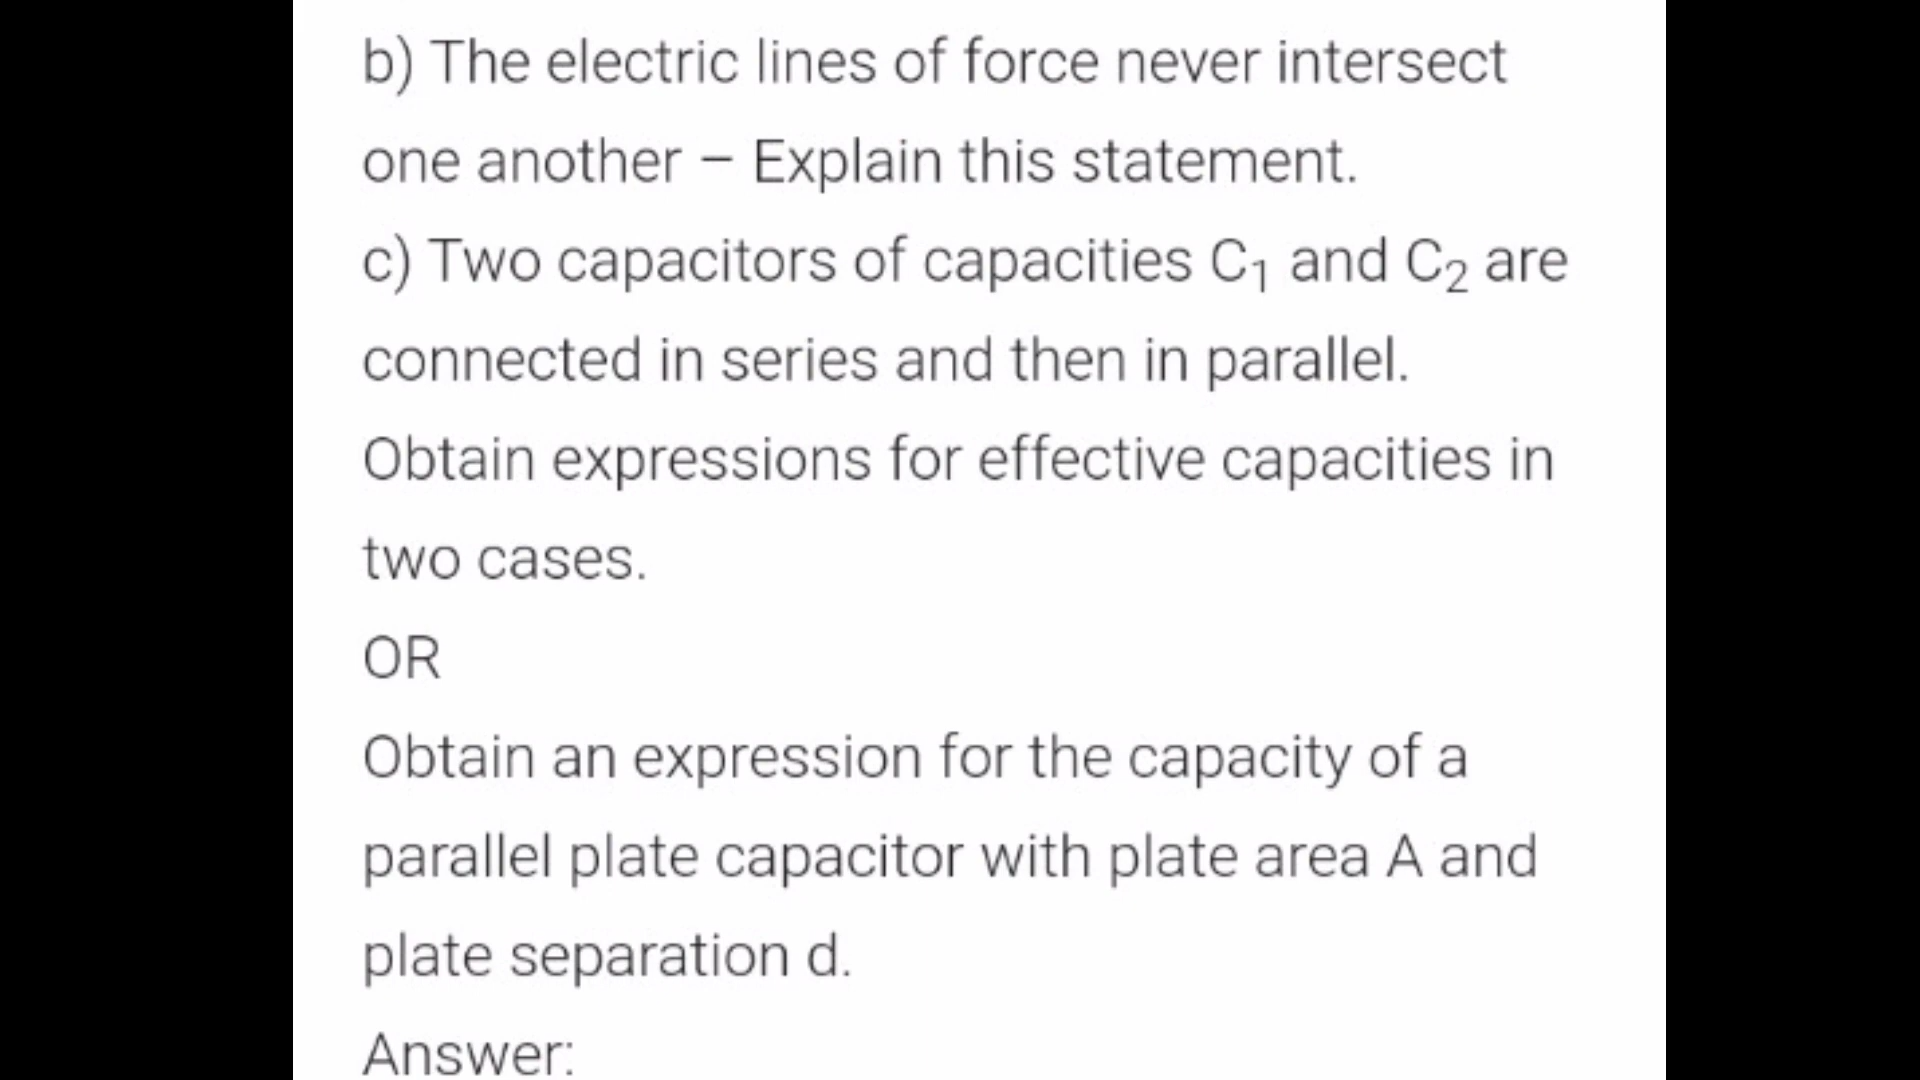 b) The electric lines of force never intersect
one another – Explain this statement.
c) Two capacitors of capacities C₁ and C₂ are
connected in series and then in parallel.
Obtain expressions for effective capacities in
two cases.
OR
Obtain an expression for the capacity of a
parallel plate capacitor with plate area A and
plate separation d.
Answer: